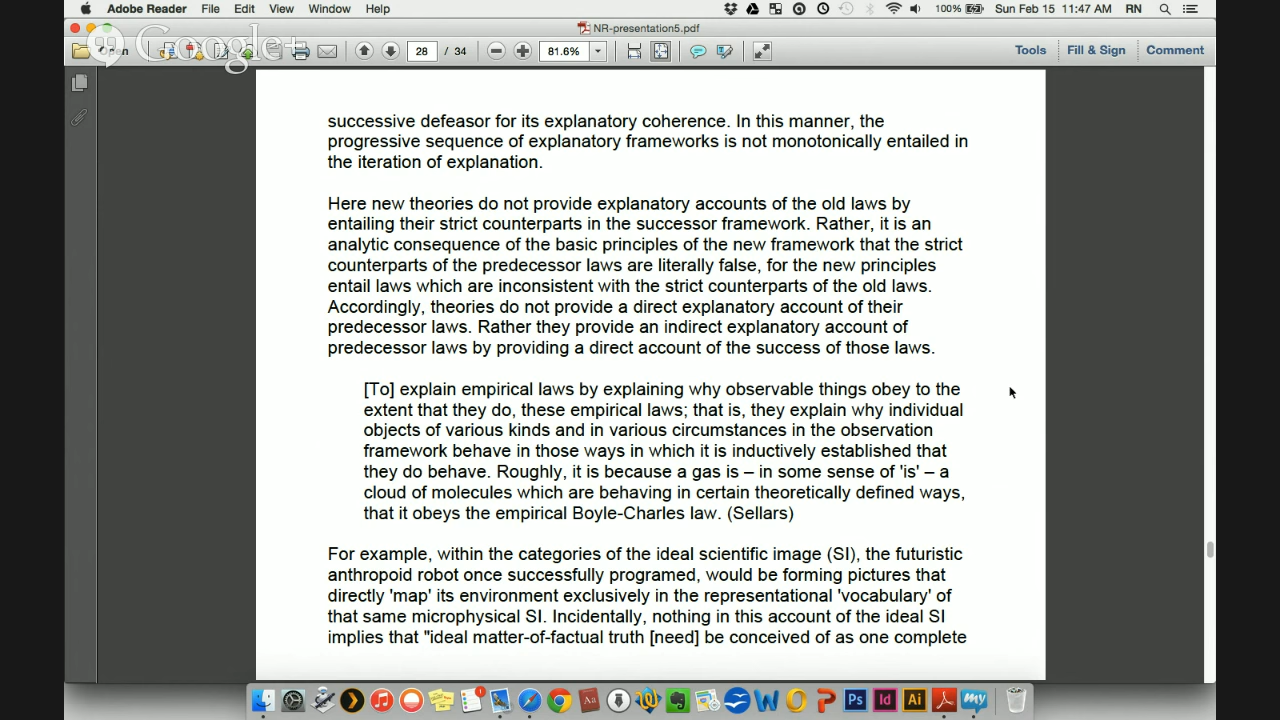 Adobe Reader File Edit View Window Help 100% Sun Feb 15 11:47 AM RN
NR-presentation5.pdf
Google+
Open 28 / 34 81.6% Tools Fill & Sign Comment
successive defeasor for its explanatory coherence. In this manner, the
progressive sequence of explanatory frameworks is not monotonically entailed in
the iteration of explanation.
Here new theories do not provide explanatory accounts of the old laws by
entailing their strict counterparts in the successor framework. Rather, it is an
analytic consequence of the basic principles of the new framework that the strict
counterparts of the predecessor laws are literally false, for the new principles
entail laws which are inconsistent with the strict counterparts of the old laws.
Accordingly, theories do not provide a direct explanatory account of their
predecessor laws. Rather they provide an indirect explanatory account of
predecessor laws by providing a direct account of the success of those laws.
[To] explain empirical laws by explaining why observable things obey to the
extent that they do, these empirical laws; that is, they explain why individual
objects of various kinds and in various circumstances in the observation
framework behave in those ways in which it is inductively established that
they do behave. Roughly, it is because a gas is – in some sense of 'is' – a
cloud of molecules which are behaving in certain theoretically defined ways,
that it obeys the empirical Boyle-Charles law. (Sellars)
For example, within the categories of the ideal scientific image (SI), the futuristic
anthropoid robot once successfully programed, would be forming pictures that
directly 'map' its environment exclusively in the representational 'vocabulary' of
that same microphysical SI. Incidentally, nothing in this account of the ideal SI
implies that "ideal matter-of-factual truth [need] be conceived of as one complete
Aa 1 W O P Ps Id Ai my